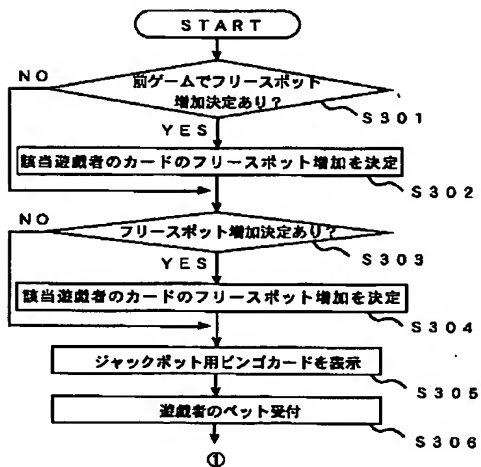 START
NO
前ゲームでフリースポット
増加決定あり?
S301
YES
該当遊戯者のカードのフリースポット増加を決定
S302
NO
フリースポット増加決定あり?
S303
YES
該当遊戯者のカードのフリースポット増加を決定
S304
ジャックポット用ビンゴカードを表示
S305
遊戯者のベット受付
S306
①